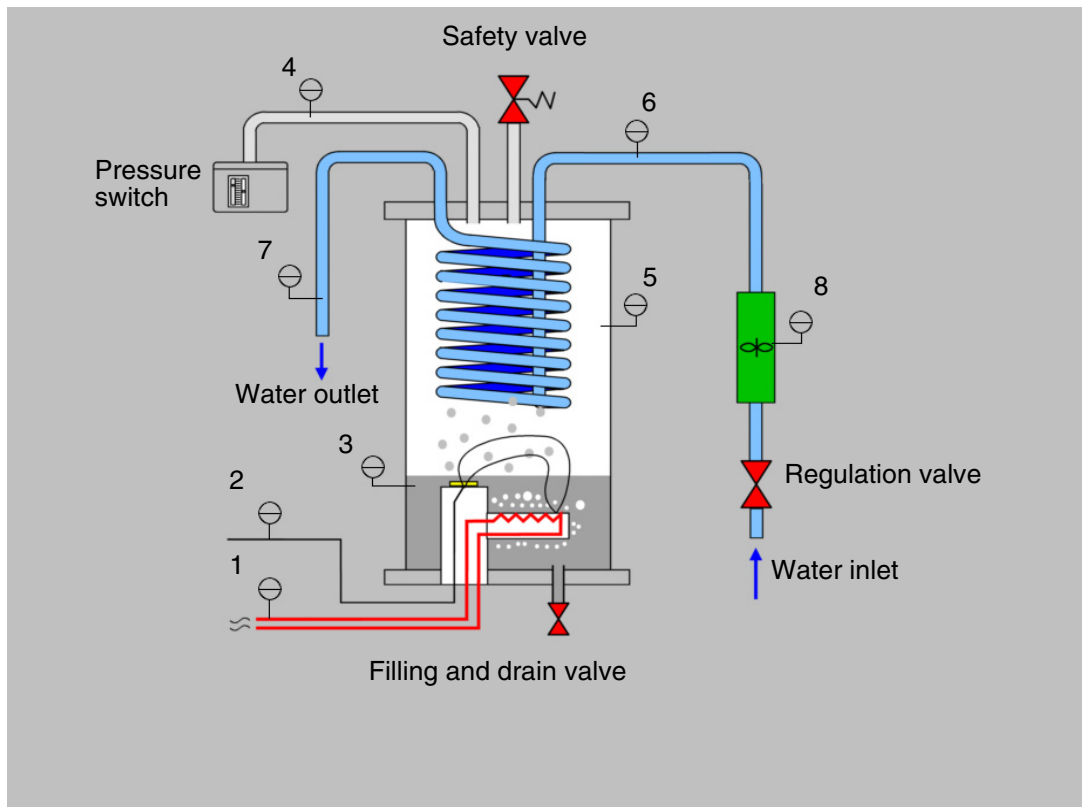 Safety valve
4
6
Pressure
switch
7
5
8
Water outlet
3
Regulation valve
2
1
Water inlet
Filling and drain valve